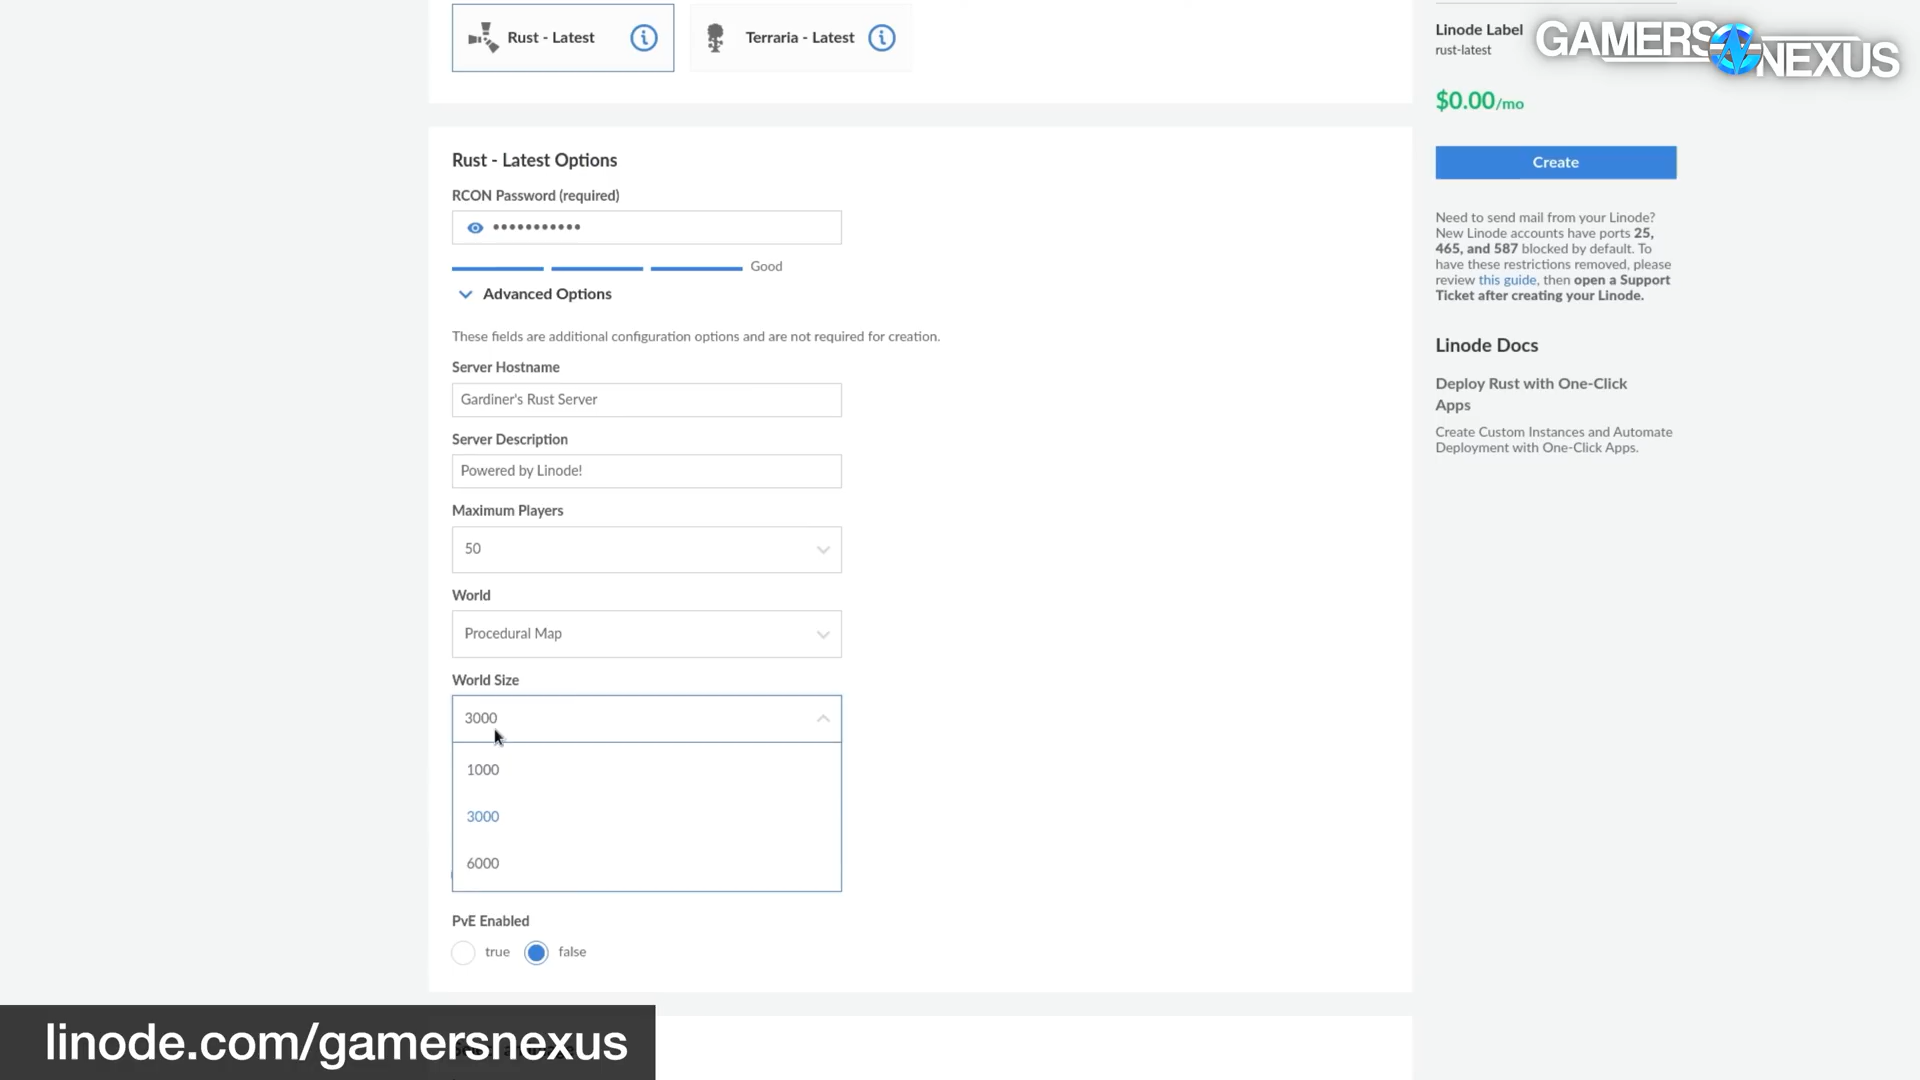 Rust - Latest
Terraria - Latest
Linode Label
rust-latest
GAMERS NEXUS
$0.00/mo
Create
Need to send mail from your Linode?
New Linode accounts have ports 25,
465, and 587 blocked by default. To
have these restrictions removed, please
review this guide, then open a Support
Ticket after creating your Linode.
Linode Docs
Deploy Rust with One-Click
Apps
Create Custom Instances and Automate
Deployment with One-Click Apps.
Rust - Latest Options
RCON Password (required)
•••••••••••
Good
Advanced Options
These fields are additional configuration options and are not required for creation.
Server Hostname
Gardiner's Rust Server
Server Description
Powered by Linode!
Maximum Players
50
World
Procedural Map
World Size
3000
1000
3000
6000
PvE Enabled
true
false
linode.com/gamersnexus